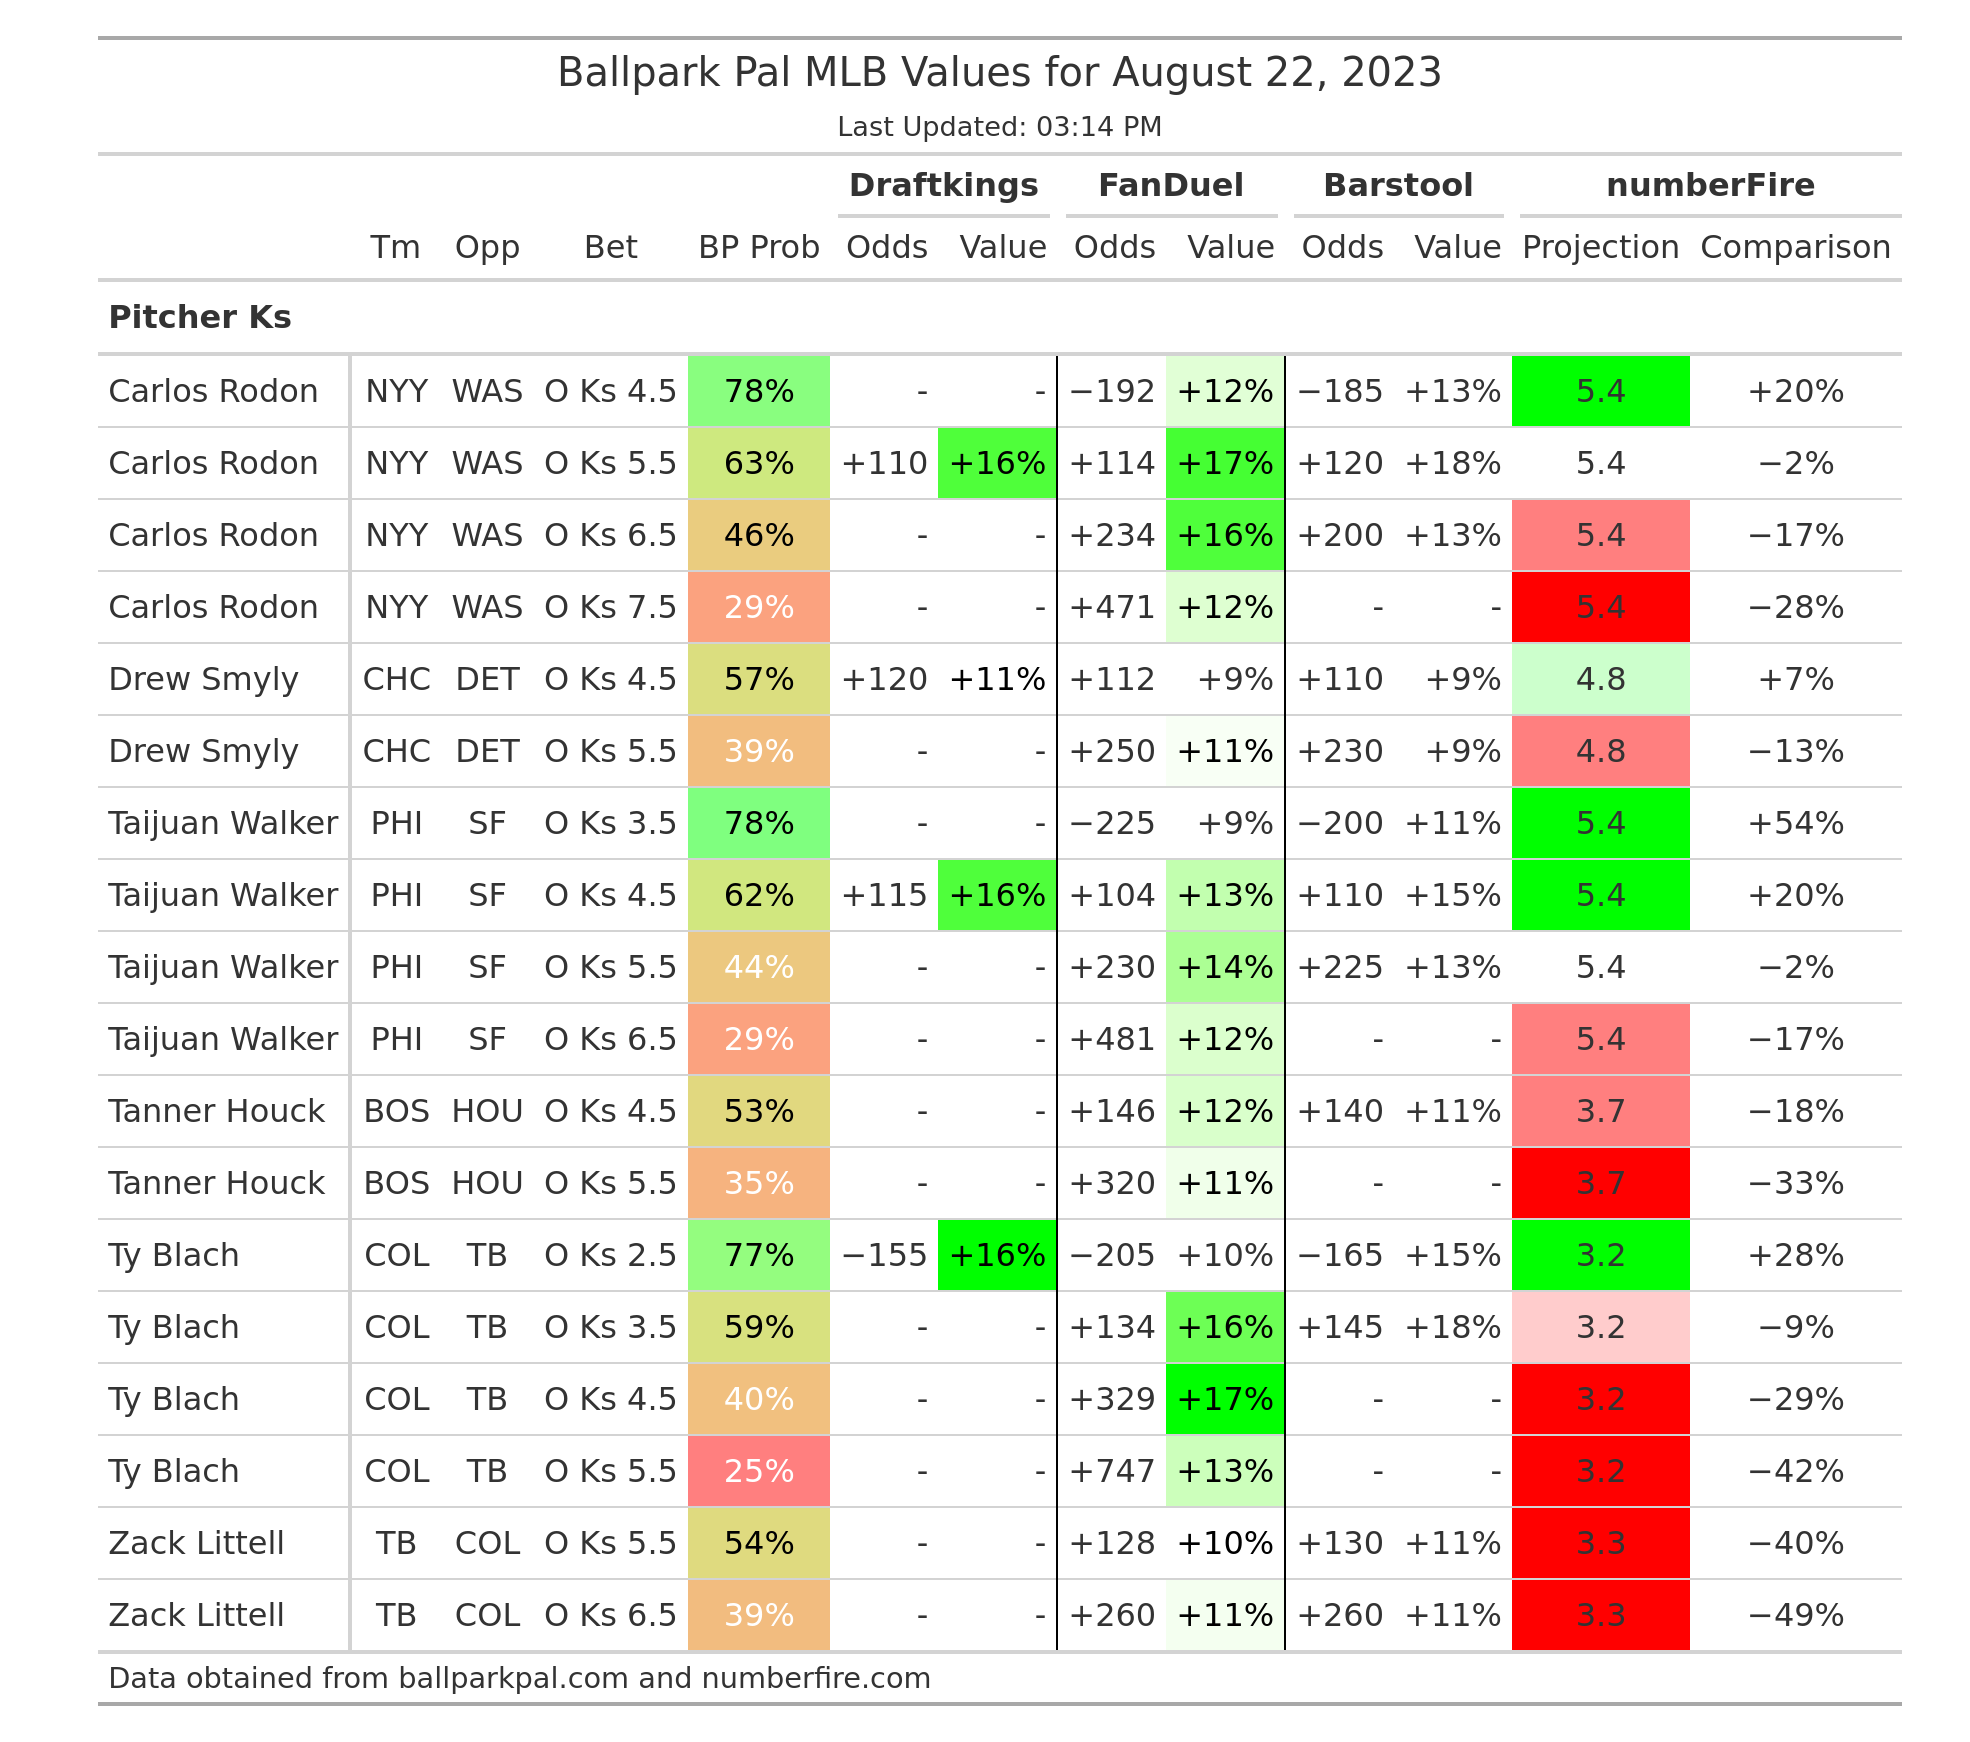 Ballpark Pal MLB Values for August 22, 2023
Last Updated: 03:14 PM
Draftkings FanDuel Barstool numberFire
Tm Opp Bet BP Prob Odds Value Odds Value Odds Value Projection Comparison
Pitcher Ks
Carlos Rodon NYY WAS O Ks 4.5 78% - - −192 +12% −185 +13% 5.4 +20%
Carlos Rodon NYY WAS O Ks 5.5 63% +110 +16% +114 +17% +120 +18% 5.4 −2%
Carlos Rodon NYY WAS O Ks 6.5 46% - - +234 +16% +200 +13% 5.4 −17%
Carlos Rodon NYY WAS O Ks 7.5 29% - - +471 +12% - - 5.4 −28%
Drew Smyly CHC DET O Ks 4.5 57% +120 +11% +112 +9% +110 +9% 4.8 +7%
Drew Smyly CHC DET O Ks 5.5 39% - - +250 +11% +230 +9% 4.8 −13%
Taijuan Walker PHI SF O Ks 3.5 78% - - −225 +9% −200 +11% 5.4 +54%
Taijuan Walker PHI SF O Ks 4.5 62% +115 +16% +104 +13% +110 +15% 5.4 +20%
Taijuan Walker PHI SF O Ks 5.5 44% - - +230 +14% +225 +13% 5.4 −2%
Taijuan Walker PHI SF O Ks 6.5 29% - - +481 +12% - - 5.4 −17%
Tanner Houck BOS HOU O Ks 4.5 53% - - +146 +12% +140 +11% 3.7 −18%
Tanner Houck BOS HOU O Ks 5.5 35% - - +320 +11% - - 3.7 −33%
Ty Blach COL TB O Ks 2.5 77% −155 +16% −205 +10% −165 +15% 3.2 +28%
Ty Blach COL TB O Ks 3.5 59% - - +134 +16% +145 +18% 3.2 −9%
Ty Blach COL TB O Ks 4.5 40% - - +329 +17% - - 3.2 −29%
Ty Blach COL TB O Ks 5.5 25% - - +747 +13% - - 3.2 −42%
Zack Littell TB COL O Ks 5.5 54% - - +128 +10% +130 +11% 3.3 −40%
Zack Littell TB COL O Ks 6.5 39% - - +260 +11% +260 +11% 3.3 −49%
Data obtained from ballparkpal.com and numberfire.com